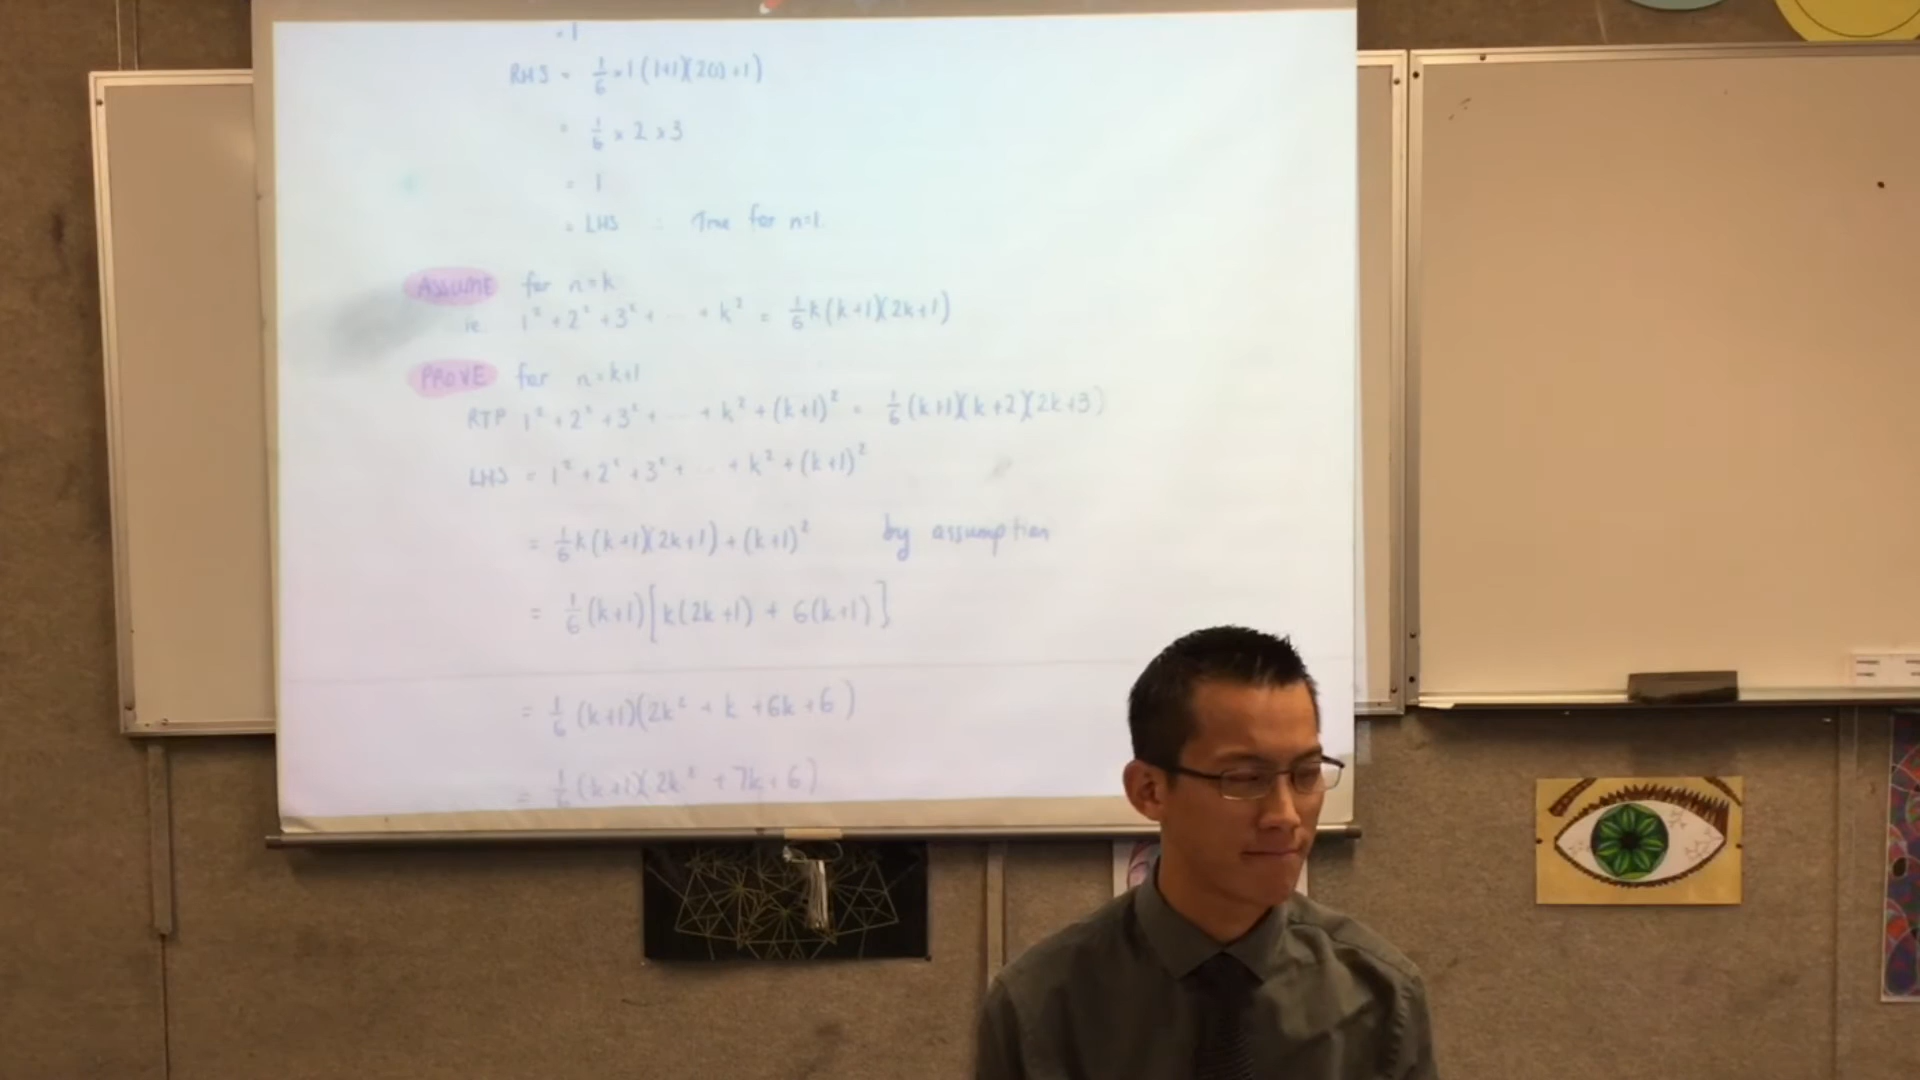 = 1
RHS = 1/6 × 1(1+1)(2(1)+1)
= 1/6 × 2 × 3
= 1
= LHS ∴ True for n=1.
ASSUME for n=k
ie. 1² + 2² + 3² + ... + k² = 1/6 k(k+1)(2k+1)
PROVE for n=k+1
RTP 1² + 2² + 3² + ... + k² + (k+1)² = 1/6 (k+1)(k+2)(2k+3)
LHS = 1² + 2² + 3² + ... + k² + (k+1)²
= 1/6 k(k+1)(2k+1) + (k+1)² by assumption
= 1/6 (k+1)[k(2k+1) + 6(k+1)]
= 1/6 (k+1)(2k² + k + 6k + 6)
= 1/6 (k+1)(2k² + 7k + 6)